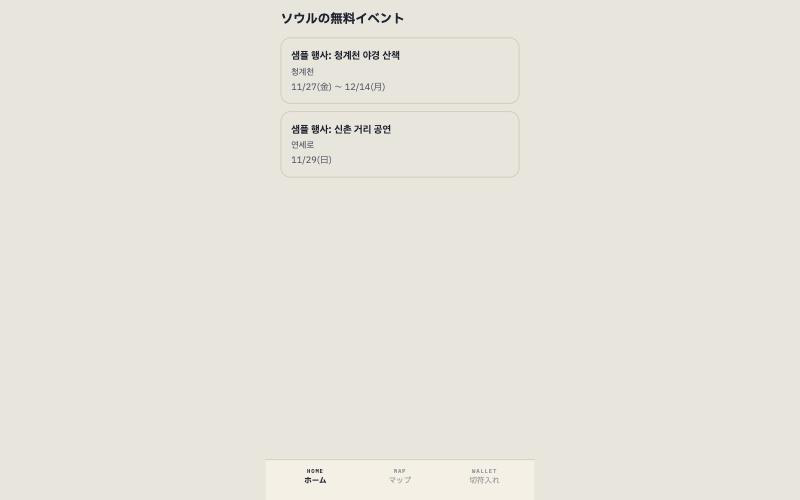 ソウルの無料イベント
샘플 행사: 청계천 야경 산책
청계천
11/27(金) 〜 12/14(月)
샘플 행사: 신촌 거리 공연
연세로
11/29(日)
HOME
ホーム
MAP
マップ
WALLET
切符入れ